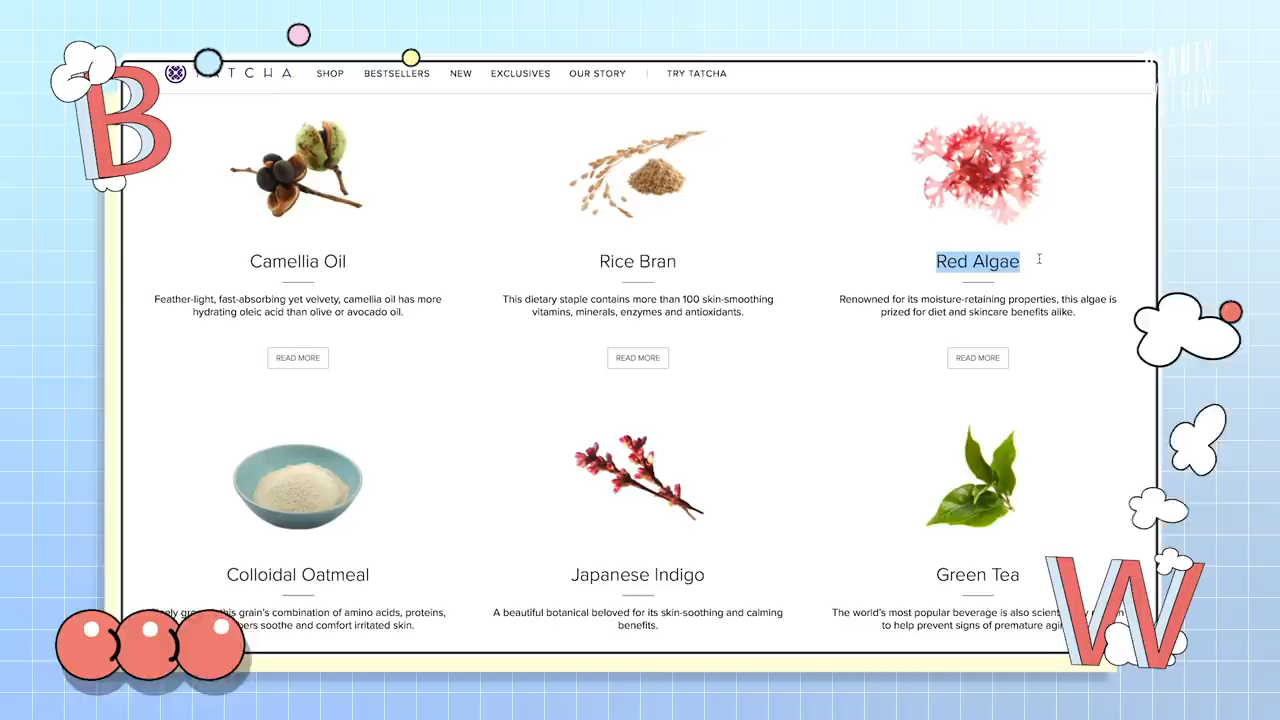 B
TCHA
SHOP
BESTSELLERS
NEW
EXCLUSIVES
OUR STORY
TRY TATCHA
BEAUTY
WITHIN
Camellia Oil
Feather-light, fast-absorbing yet velvety, camellia oil has more
hydrating oleic acid than olive or avocado oil.
READ MORE
Rice Bran
This dietary staple contains more than 100 skin-smoothing
vitamins, minerals, enzymes and antioxidants.
READ MORE
Red Algae
Renowned for its moisture-retaining properties, this algae is
prized for diet and skincare benefits alike.
READ MORE
Colloidal Oatmeal
this grain's combination of amino acids, proteins,
soothe and comfort irritated skin.
Japanese Indigo
A beautiful botanical beloved for its skin-soothing and calming
benefits.
Green Tea
The world's most popular beverage is also
to help prevent signs of premature
W